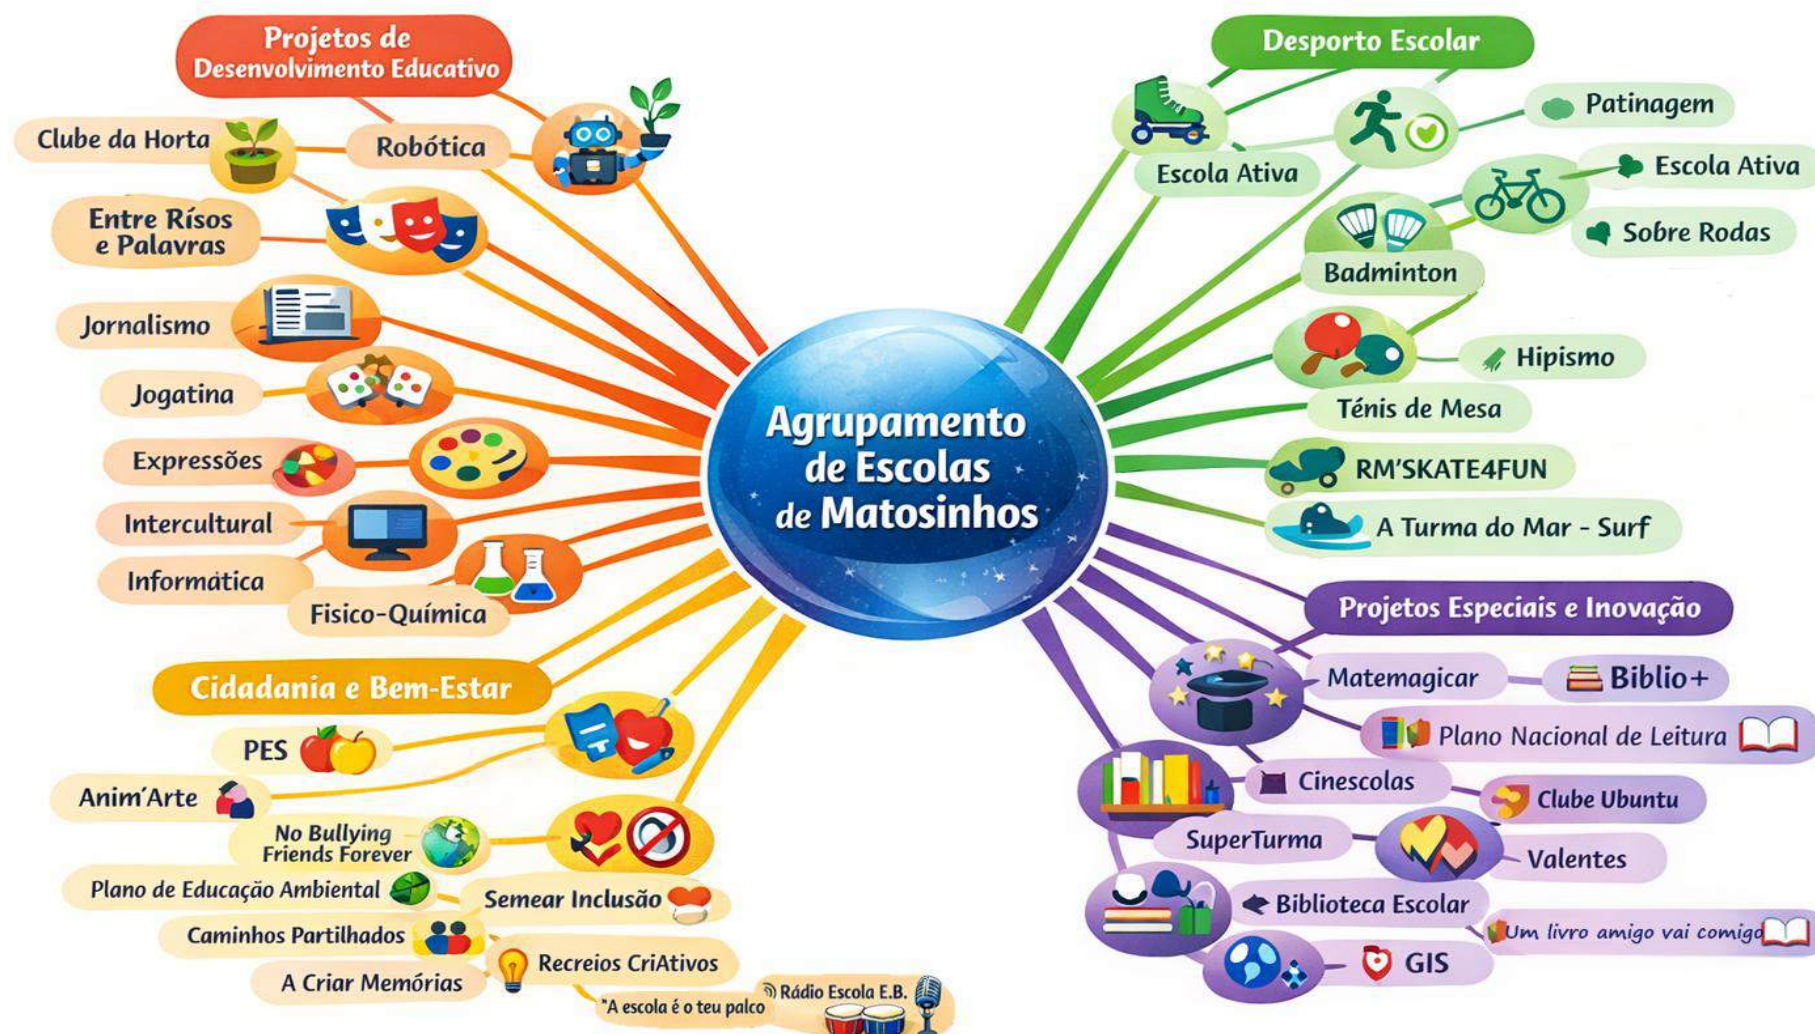 Projetos de
Desenvolvimento Educativo
Clube da Horta
Robótica
Entre Rísos
e Palavras
Jornalismo
Jogatina
Expressões
Intercultural
Informática
Fisico-Química
Cidadania e Bem-Estar
PES
Anim'Arte
No Bullying
Friends Forever
Plano de Educação Ambiental
Semear Inclusão
Caminhos Partilhados
Recreios CriAtivos
A Criar Memórias
"A escola é o teu palco
Rádio Escola E.B.
Agrupamento
de Escolas
de Matosinhos
Desporto Escolar
Patinagem
Escola Ativa
Escola Ativa
Sobre Rodas
Badminton
Hipismo
Ténis de Mesa
RM'SKATE4FUN
A Turma do Mar - Surf
Projetos Especiais e Inovação
Matemagicar
Biblio+
Plano Nacional de Leitura
Cinescolas
Clube Ubuntu
SuperTurma
Valentes
Biblioteca Escolar
Um livro amigo vai comigo
GIS